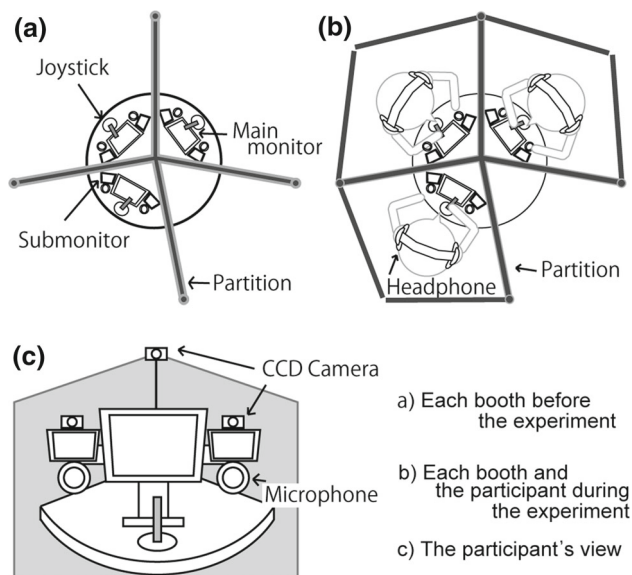 (a)
Joystick
Main
monitor
Submonitor
Partition
(b)
Partition
Headphone
(c)
CCD Camera
Microphone
a) Each booth before
the experiment
b) Each booth and
the participant during
the experiment
c) The participant's view